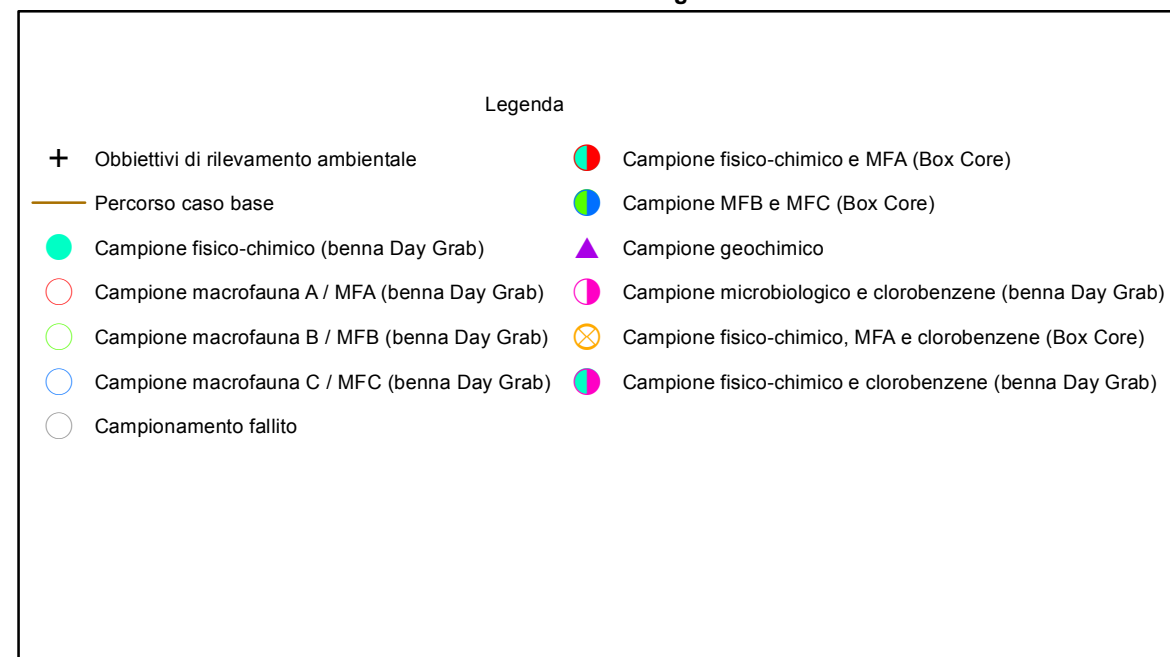 Legenda
Obbiettivi di rilevamento ambientale
Percorso caso base
Campione fisico-chimico (benna Day Grab)
Campione macrofauna A / MFA (benna Day Grab)
Campione macrofauna B / MFB (benna Day Grab)
Campione macrofauna C / MFC (benna Day Grab)
Campionamento fallito
Campione fisico-chimico e MFA (Box Core)
Campione MFB e MFC (Box Core)
Campione geochimico
Campione microbiologico e clorobenzene (benna Day Grab)
Campione fisico-chimico, MFA e clorobenzene (Box Core)
Campione fisico-chimico e clorobenzene (benna Day Grab)